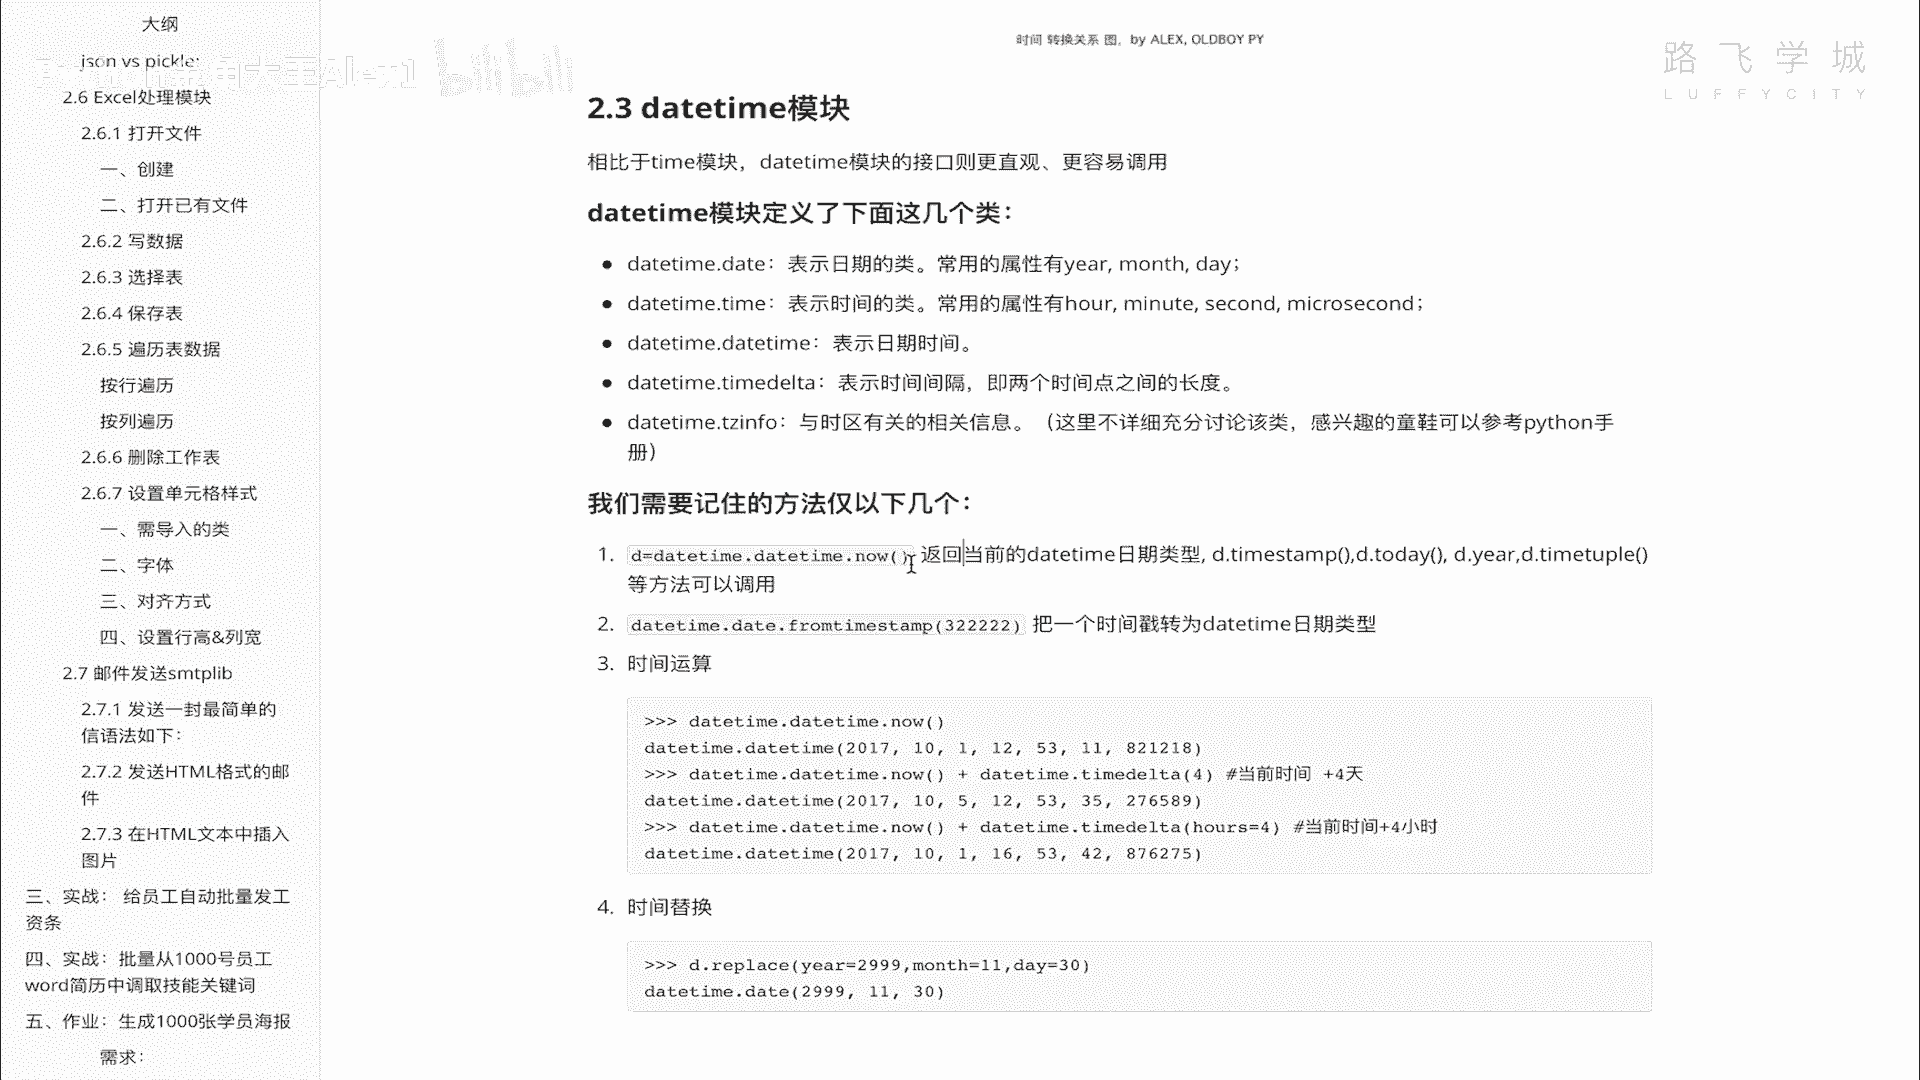 大纲
json vs pickle:
2.6 Excel处理模块
2.6.1 打开文件
一、创建
二、打开已有文件
2.6.2 写数据
2.6.3 选择表
2.6.4 保存表
2.6.5 遍历表数据
按行遍历
按列遍历
2.6.6 删除工作表
2.6.7 设置单元格样式
一、需导入的类
二、字体
三、对齐方式
四、设置行高&列宽
2.7 邮件发送smtplib
2.7.1 发送一封最简单的
信语法如下：
2.7.2 发送HTML格式的邮
件
2.7.3 在HTML文本中插入
图片
三、实战： 给员工自动批量发工
资条
四、实战：批量从1000号员工
word简历中调取技能关键词
五、作业：生成1000张学员海报
需求：
时间 转换关系 图，by ALEX, OLDBOY PY
路飞学城
LUFFYCITY
bilibili
2.3 datetime模块
相比于time模块，datetime模块的接口则更直观、更容易调用
datetime模块定义了下面这几个类：
datetime.date：表示日期的类。常用的属性有year, month, day；
datetime.time：表示时间的类。常用的属性有hour, minute, second, microsecond；
datetime.datetime：表示日期时间。
datetime.timedelta：表示时间间隔，即两个时间点之间的长度。
datetime.tzinfo：与时区有关的相关信息。（这里不详细充分讨论该类，感兴趣的童鞋可以参考python手
册）
我们需要记住的方法仅以下几个：
1. d=datetime.datetime.now() 返回当前的datetime日期类型, d.timestamp(),d.today(), d.year,d.timetuple()
等方法可以调用
2. datetime.date.fromtimestamp(322222) 把一个时间戳转为datetime日期类型
3. 时间运算
>>> datetime.datetime.now()
datetime.datetime(2017, 10, 1, 12, 53, 11, 821218)
>>> datetime.datetime.now() + datetime.timedelta(4) #当前时间 +4天
datetime.datetime(2017, 10, 5, 12, 53, 35, 276589)
>>> datetime.datetime.now() + datetime.timedelta(hours=4) #当前时间+4小时
datetime.datetime(2017, 10, 1, 16, 53, 42, 876275)
4. 时间替换
>>> d.replace(year=2999,month=11,day=30)
datetime.date(2999, 11, 30)